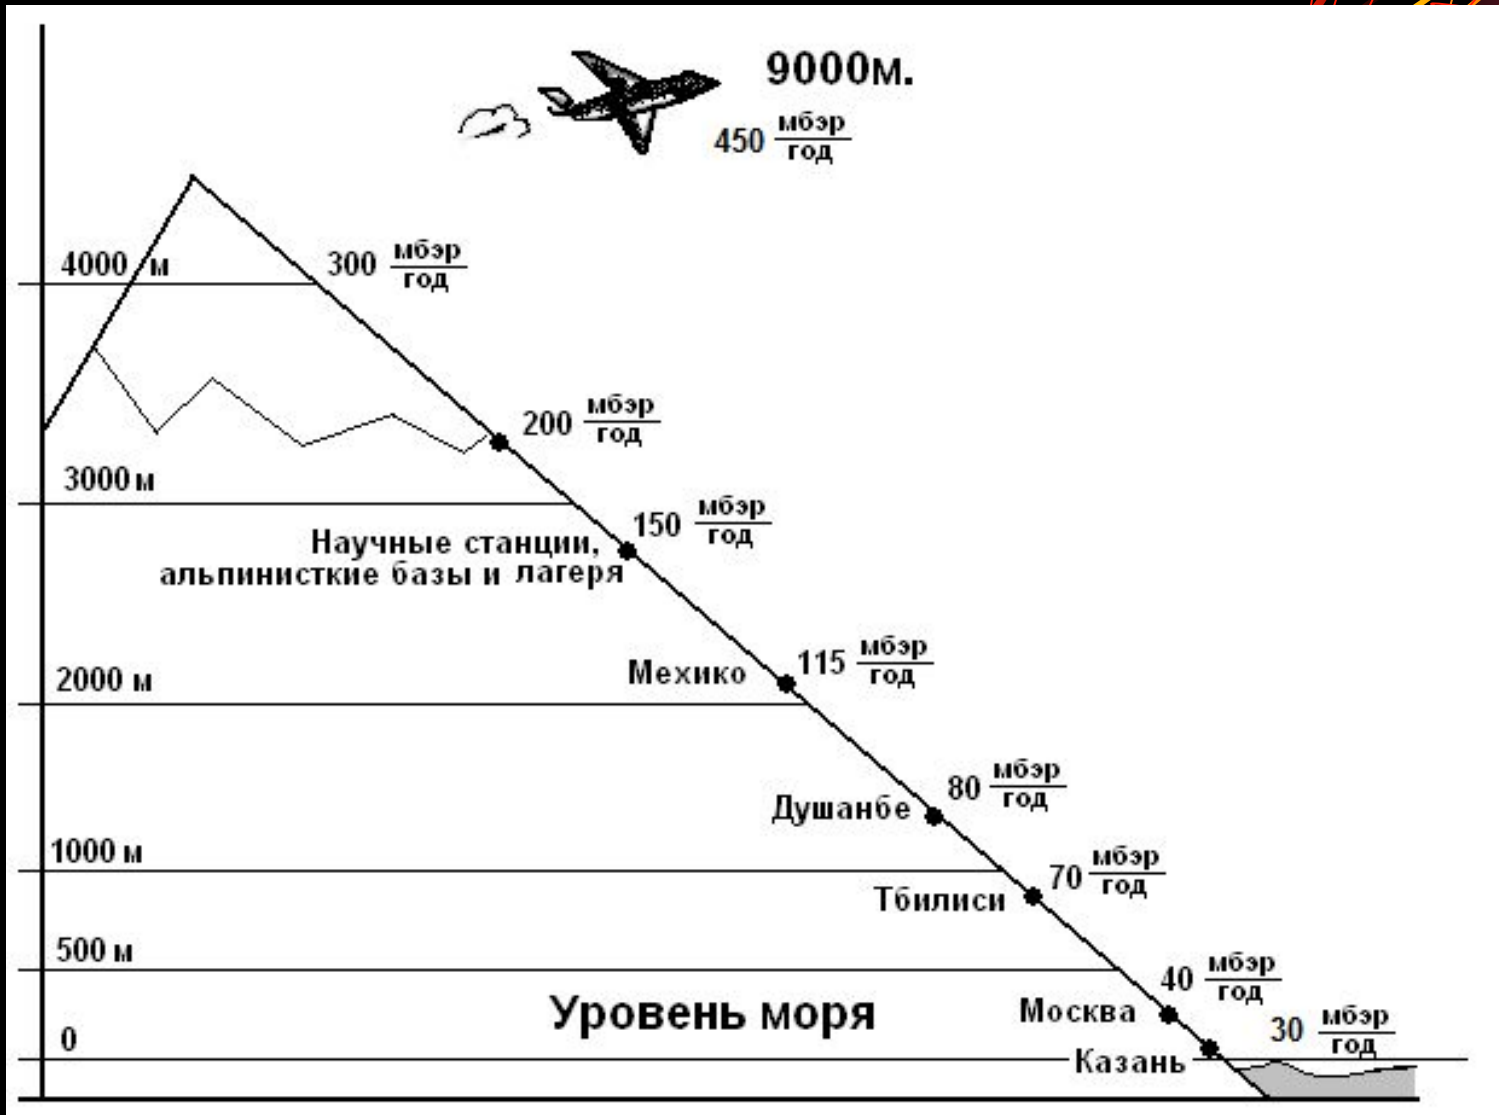 9000м.
450 мбэр
год
4000 м
300 мбэр
год
200 мбэр
год
3000 м
150 мбэр
год
Научные станции,
альпинисткие базы и лагеря
115 мбэр
год
Мехико
2000 м
80 мбэр
год
Душанбе
1000 м
70 мбэр
год
Тбилиси
500 м
40 мбэр
год
Уровень моря
Москва
30 мбэр
год
0
Казань